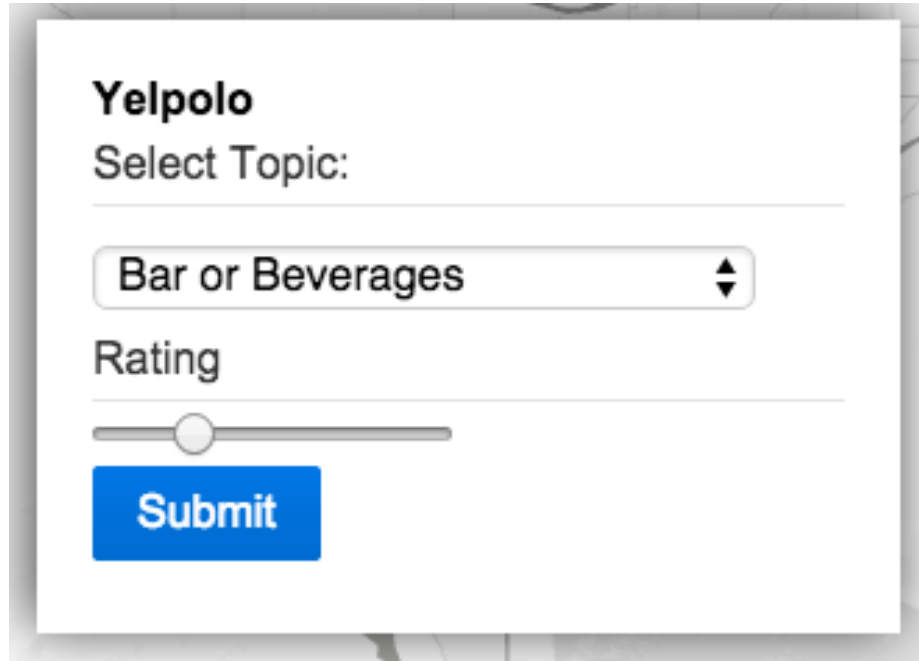 Yelpolo
Select Topic:
Bar or Beverages
Rating
Submit